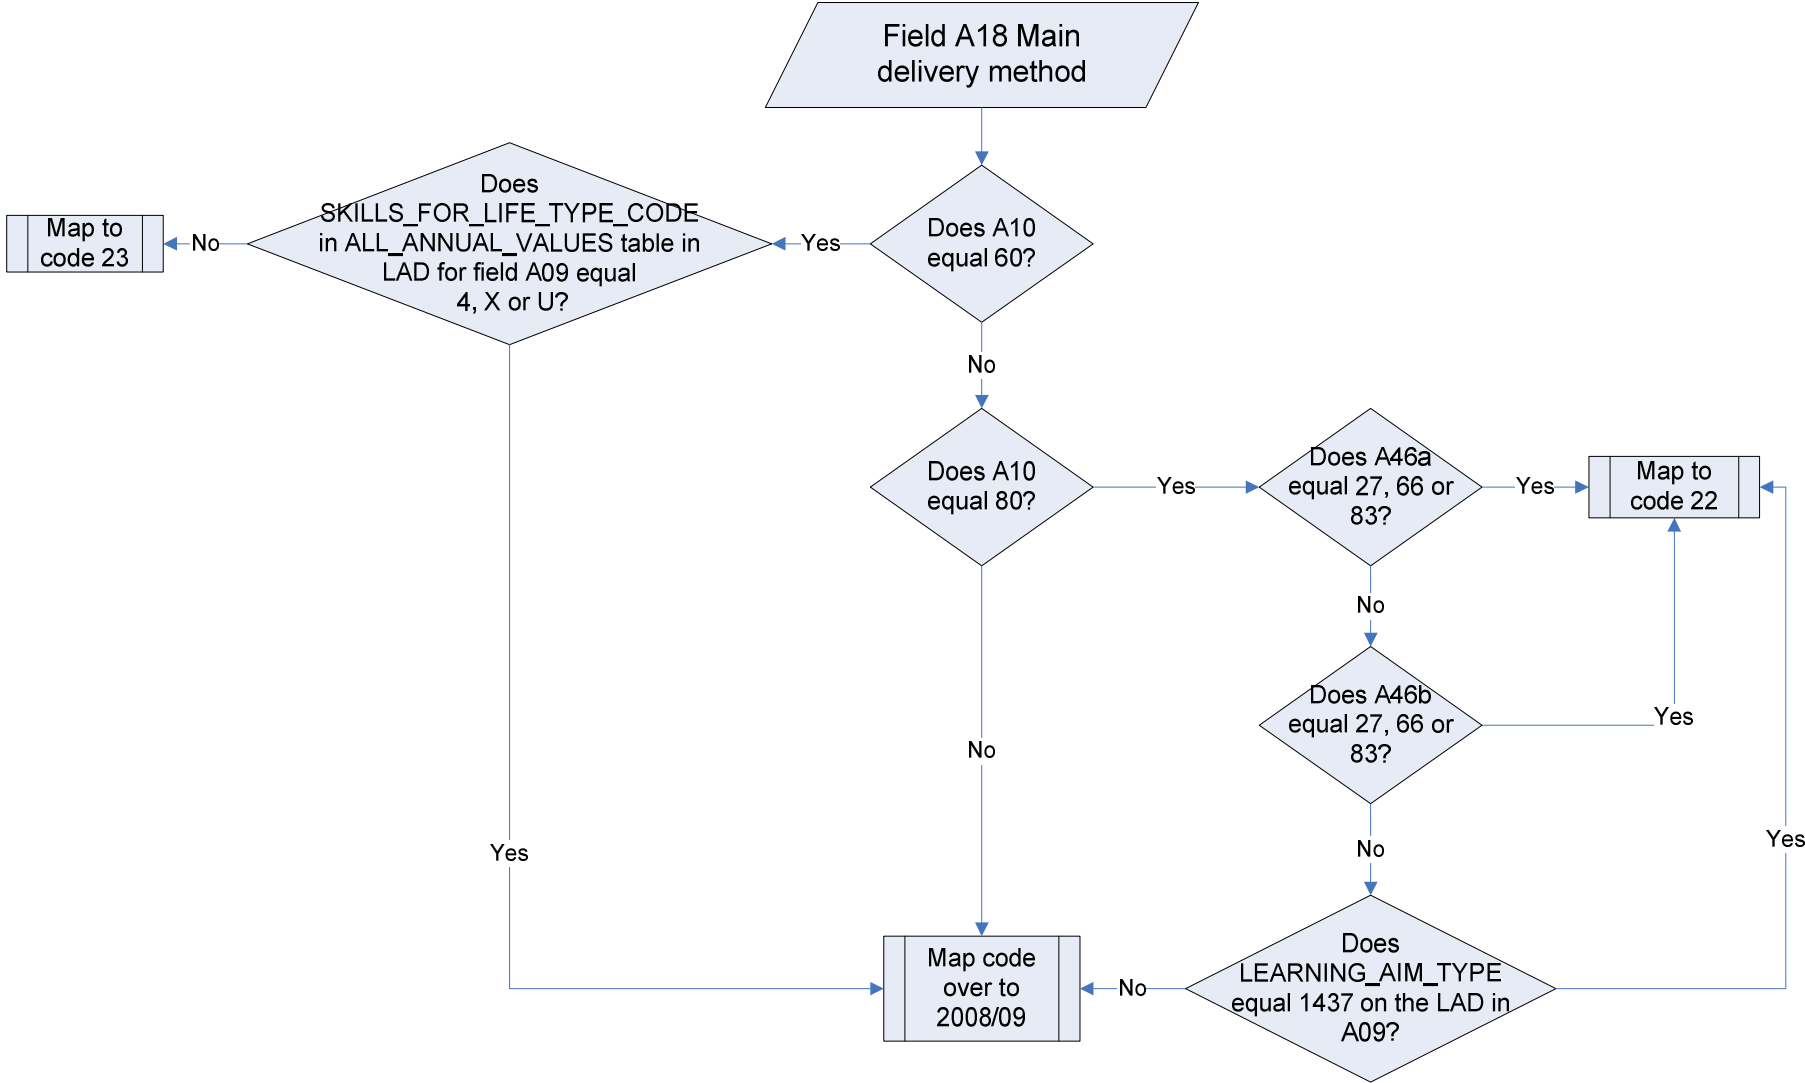 Field A18 Main
delivery method
Does A10
equal 60?
Yes
Does
SKILLS_FOR_LIFE_TYPE_CODE
in ALL_ANNUAL_VALUES table in
LAD for field A09 equal
4, X or U?
No
Map to
code 23
No
Does A10
equal 80?
Yes
Does A46a
equal 27, 66 or
83?
Yes
Map to
code 22
No
Does A46b
equal 27, 66 or
83?
Yes
No
No
Yes
Yes
Does
LEARNING_AIM_TYPE
equal 1437 on the LAD in
A09?
No
Map code
over to
2008/09